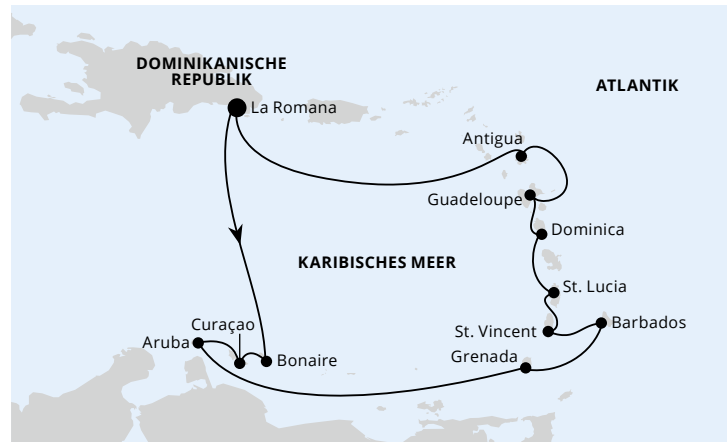 DOMINIKANISCHE
REPUBLIK
ATLANTIK
La Romana
Antigua
Guadeloupe
Dominica
KARIBISCHES MEER
St. Lucia
Curaçao
Barbados
St. Vincent
Aruba
Bonaire
Grenada